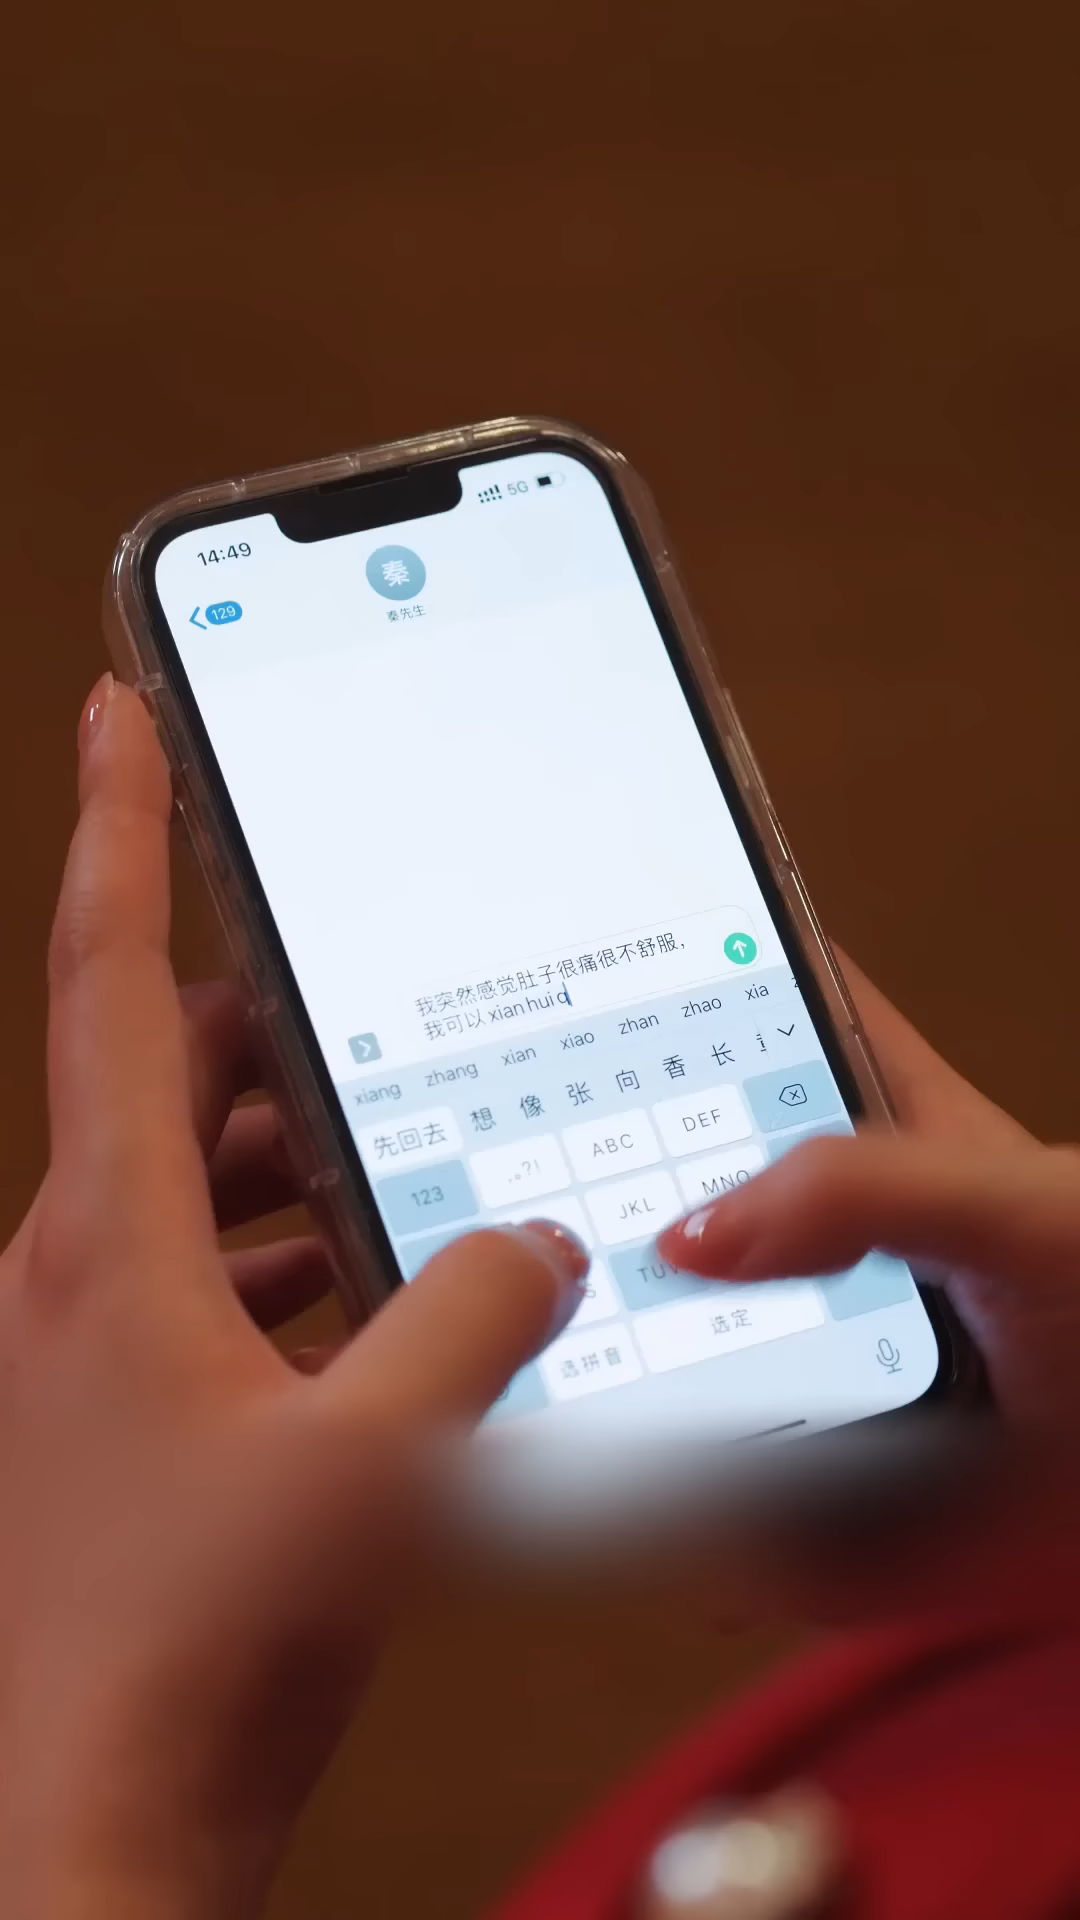 14:49
5G
129
秦
秦先生
我突然感觉肚子很痛很不舒服,
我可以 xian hui q
xiang zhang xian xiao zhan zhao xia
先回去 想 像 张 向 香 长
123 .,?! ABC DEF
JKL MNO
TUV
选拼音 选定